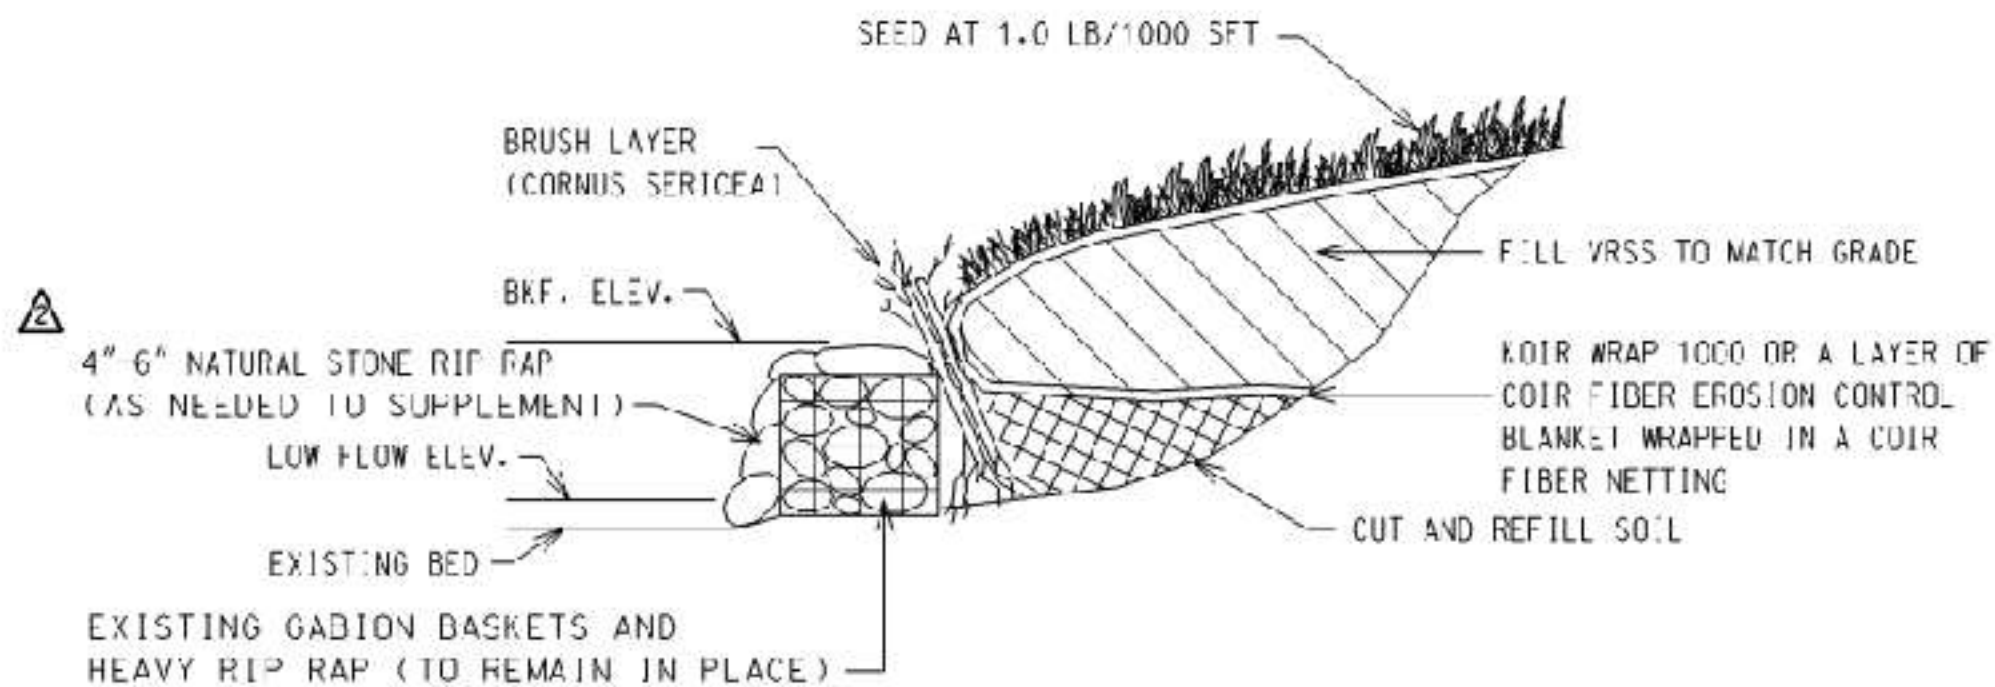 SEED AT 1.0 LB/1000 SFT
BRUSH LAYER
(CORNUS SERICEA)
BKF. ELEV.
2
4"-6" NATURAL STONE RIP RAP
(AS NEEDED TO SUPPLEMENT)
LOW FLOW ELEV.
EXISTING BED
EXISTING GABION BASKETS AND
HEAVY RIP RAP (TO REMAIN IN PLACE)
FILL VRSS TO MATCH GRADE
KOIR WRAP 1000 OR A LAYER OF
COIR FIBER EROSION CONTROL
BLANKET WRAPPED IN A COIR
FIBER NETTING
CUT AND REFILL SOIL